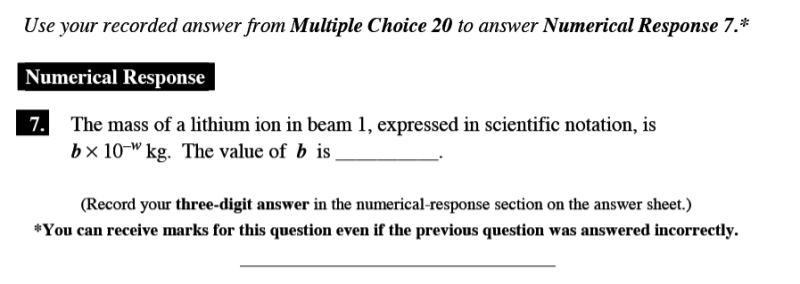 Use your recorded answer from Multiple Choice 20 to answer Numerical Response 7.*
Numerical Response
7. The mass of a lithium ion in beam 1, expressed in scientific notation, is
b × 10⁻ʷ kg. The value of b is __________.
(Record your three-digit answer in the numerical-response section on the answer sheet.)
*You can receive marks for this question even if the previous question was answered incorrectly.